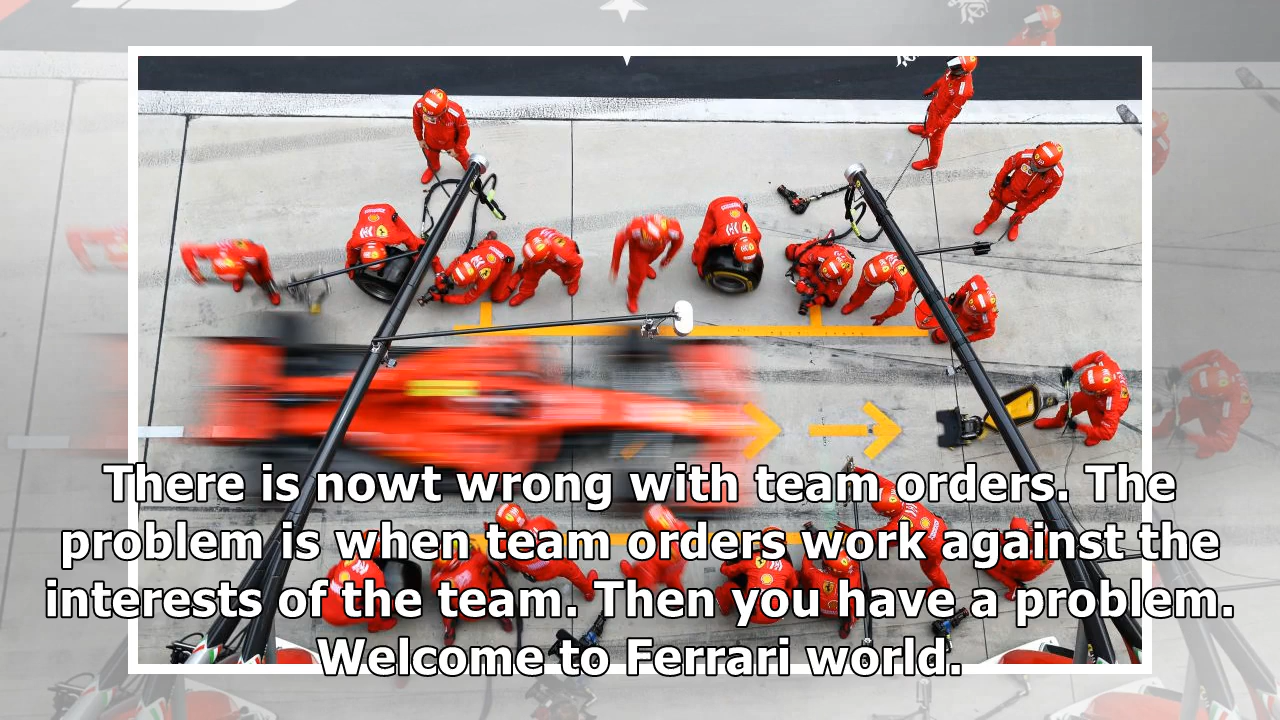 There is nowt wrong with team orders. The
problem is when team orders work against the
interests of the team. Then you have a problem.
Welcome to Ferrari world.